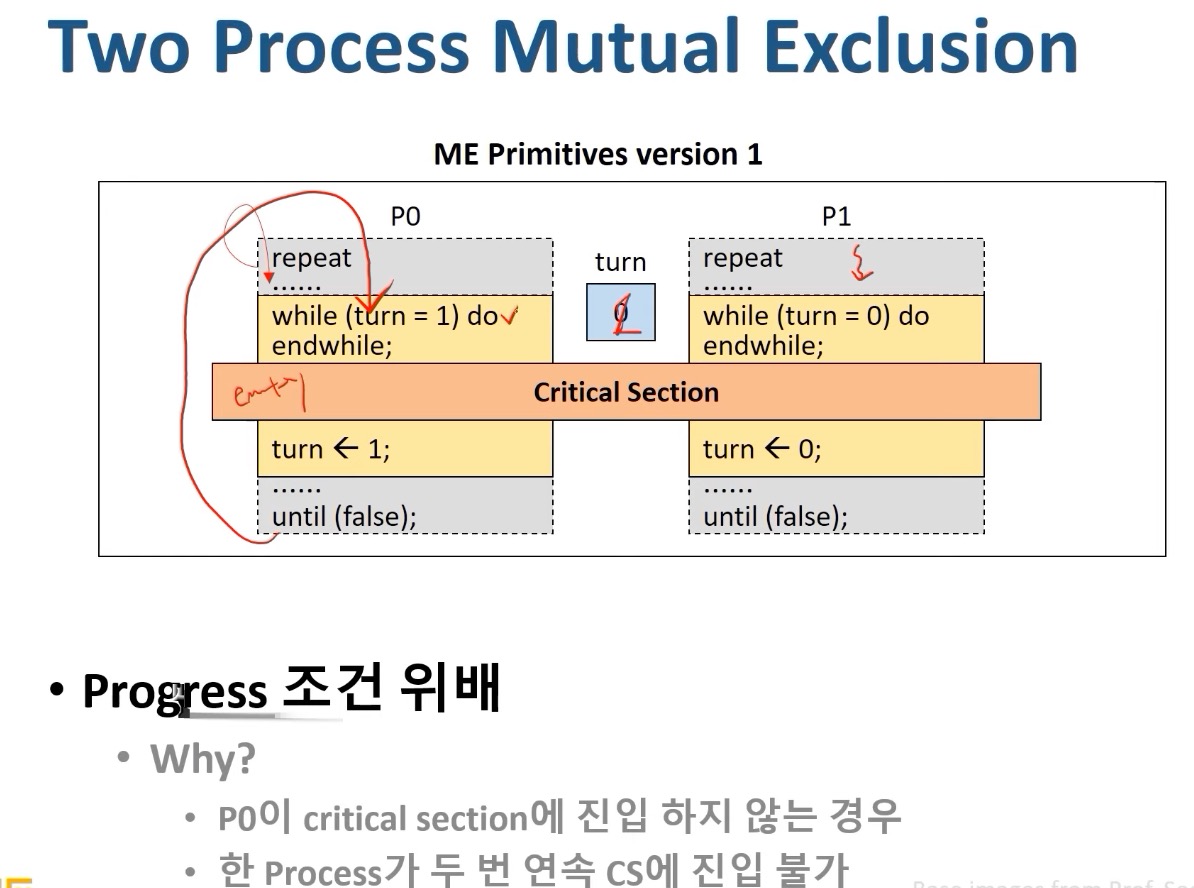 Two Process Mutual Exclusion
ME Primitives version 1
P0
P1
repeat
......
while (turn = 1) do
endwhile;
turn
repeat
......
while (turn = 0) do
endwhile;
Critical Section
turn ← 1;
......
until (false);
turn ← 0;
......
until (false);
• Progress 조건 위배
• Why?
• P0이 critical section에 진입 하지 않는 경우
• 한 Process가 두 번 연속 CS에 진입 불가